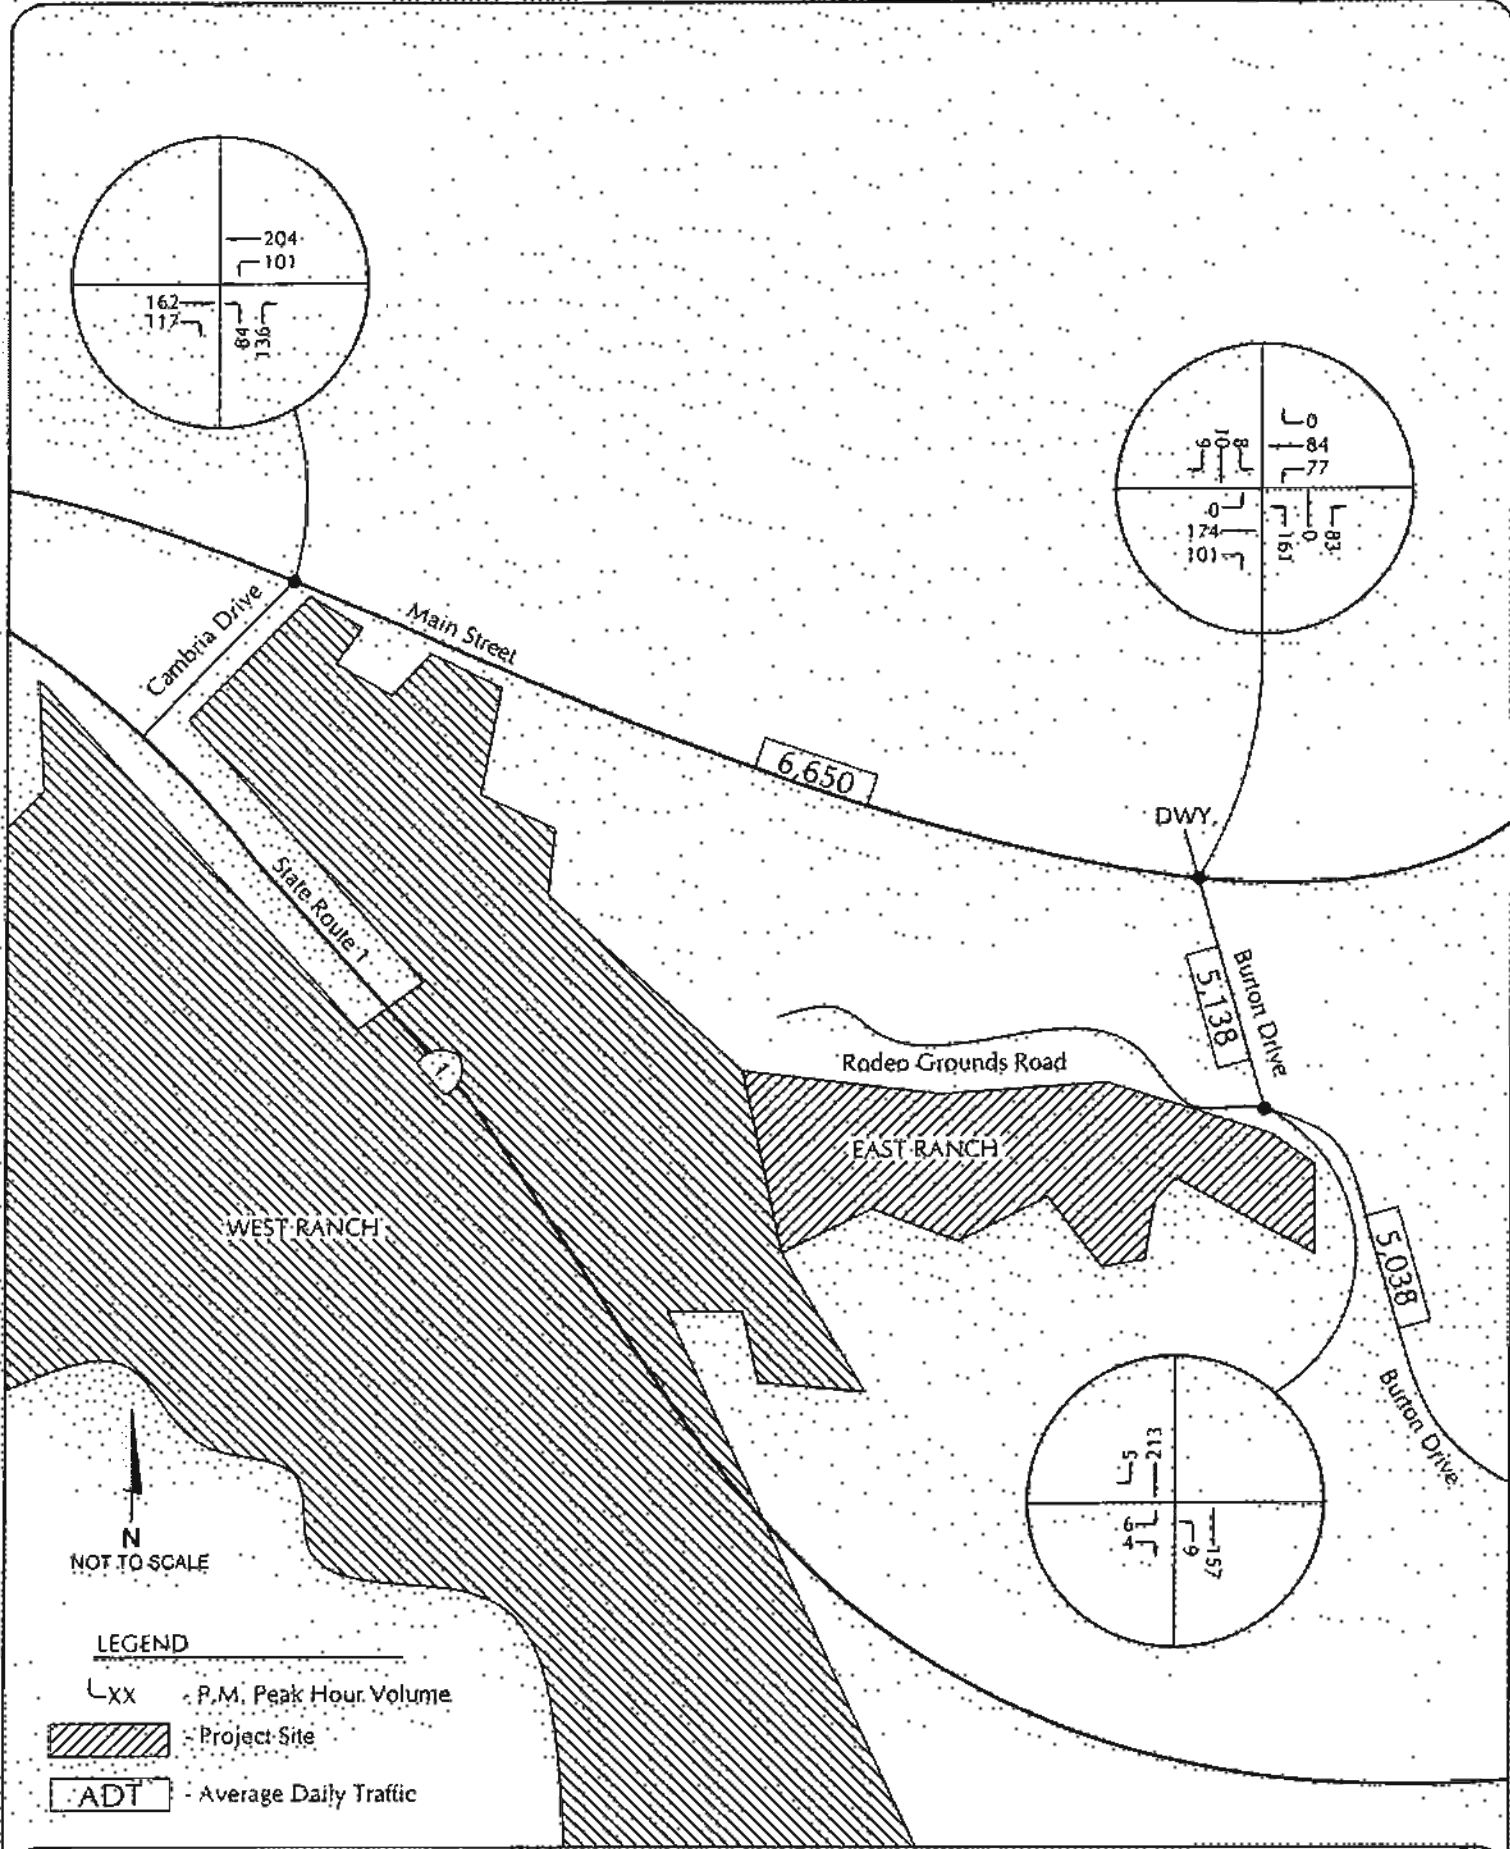 204
101
162
117
84
136
0
84
77
9
10
8
0
174
101
161
0
83
Cambria Drive
Main Street
6,650
DWY.
State Route 1
5,138
Burton Drive
1
Rodeo Grounds Road
EAST RANCH
WEST RANCH
5,038
Burton Drive
5
213
6
4
9
157
N
NOT TO SCALE
LEGEND
XX - P.M. Peak Hour Volume
- Project Site
ADT - Average Daily Traffic